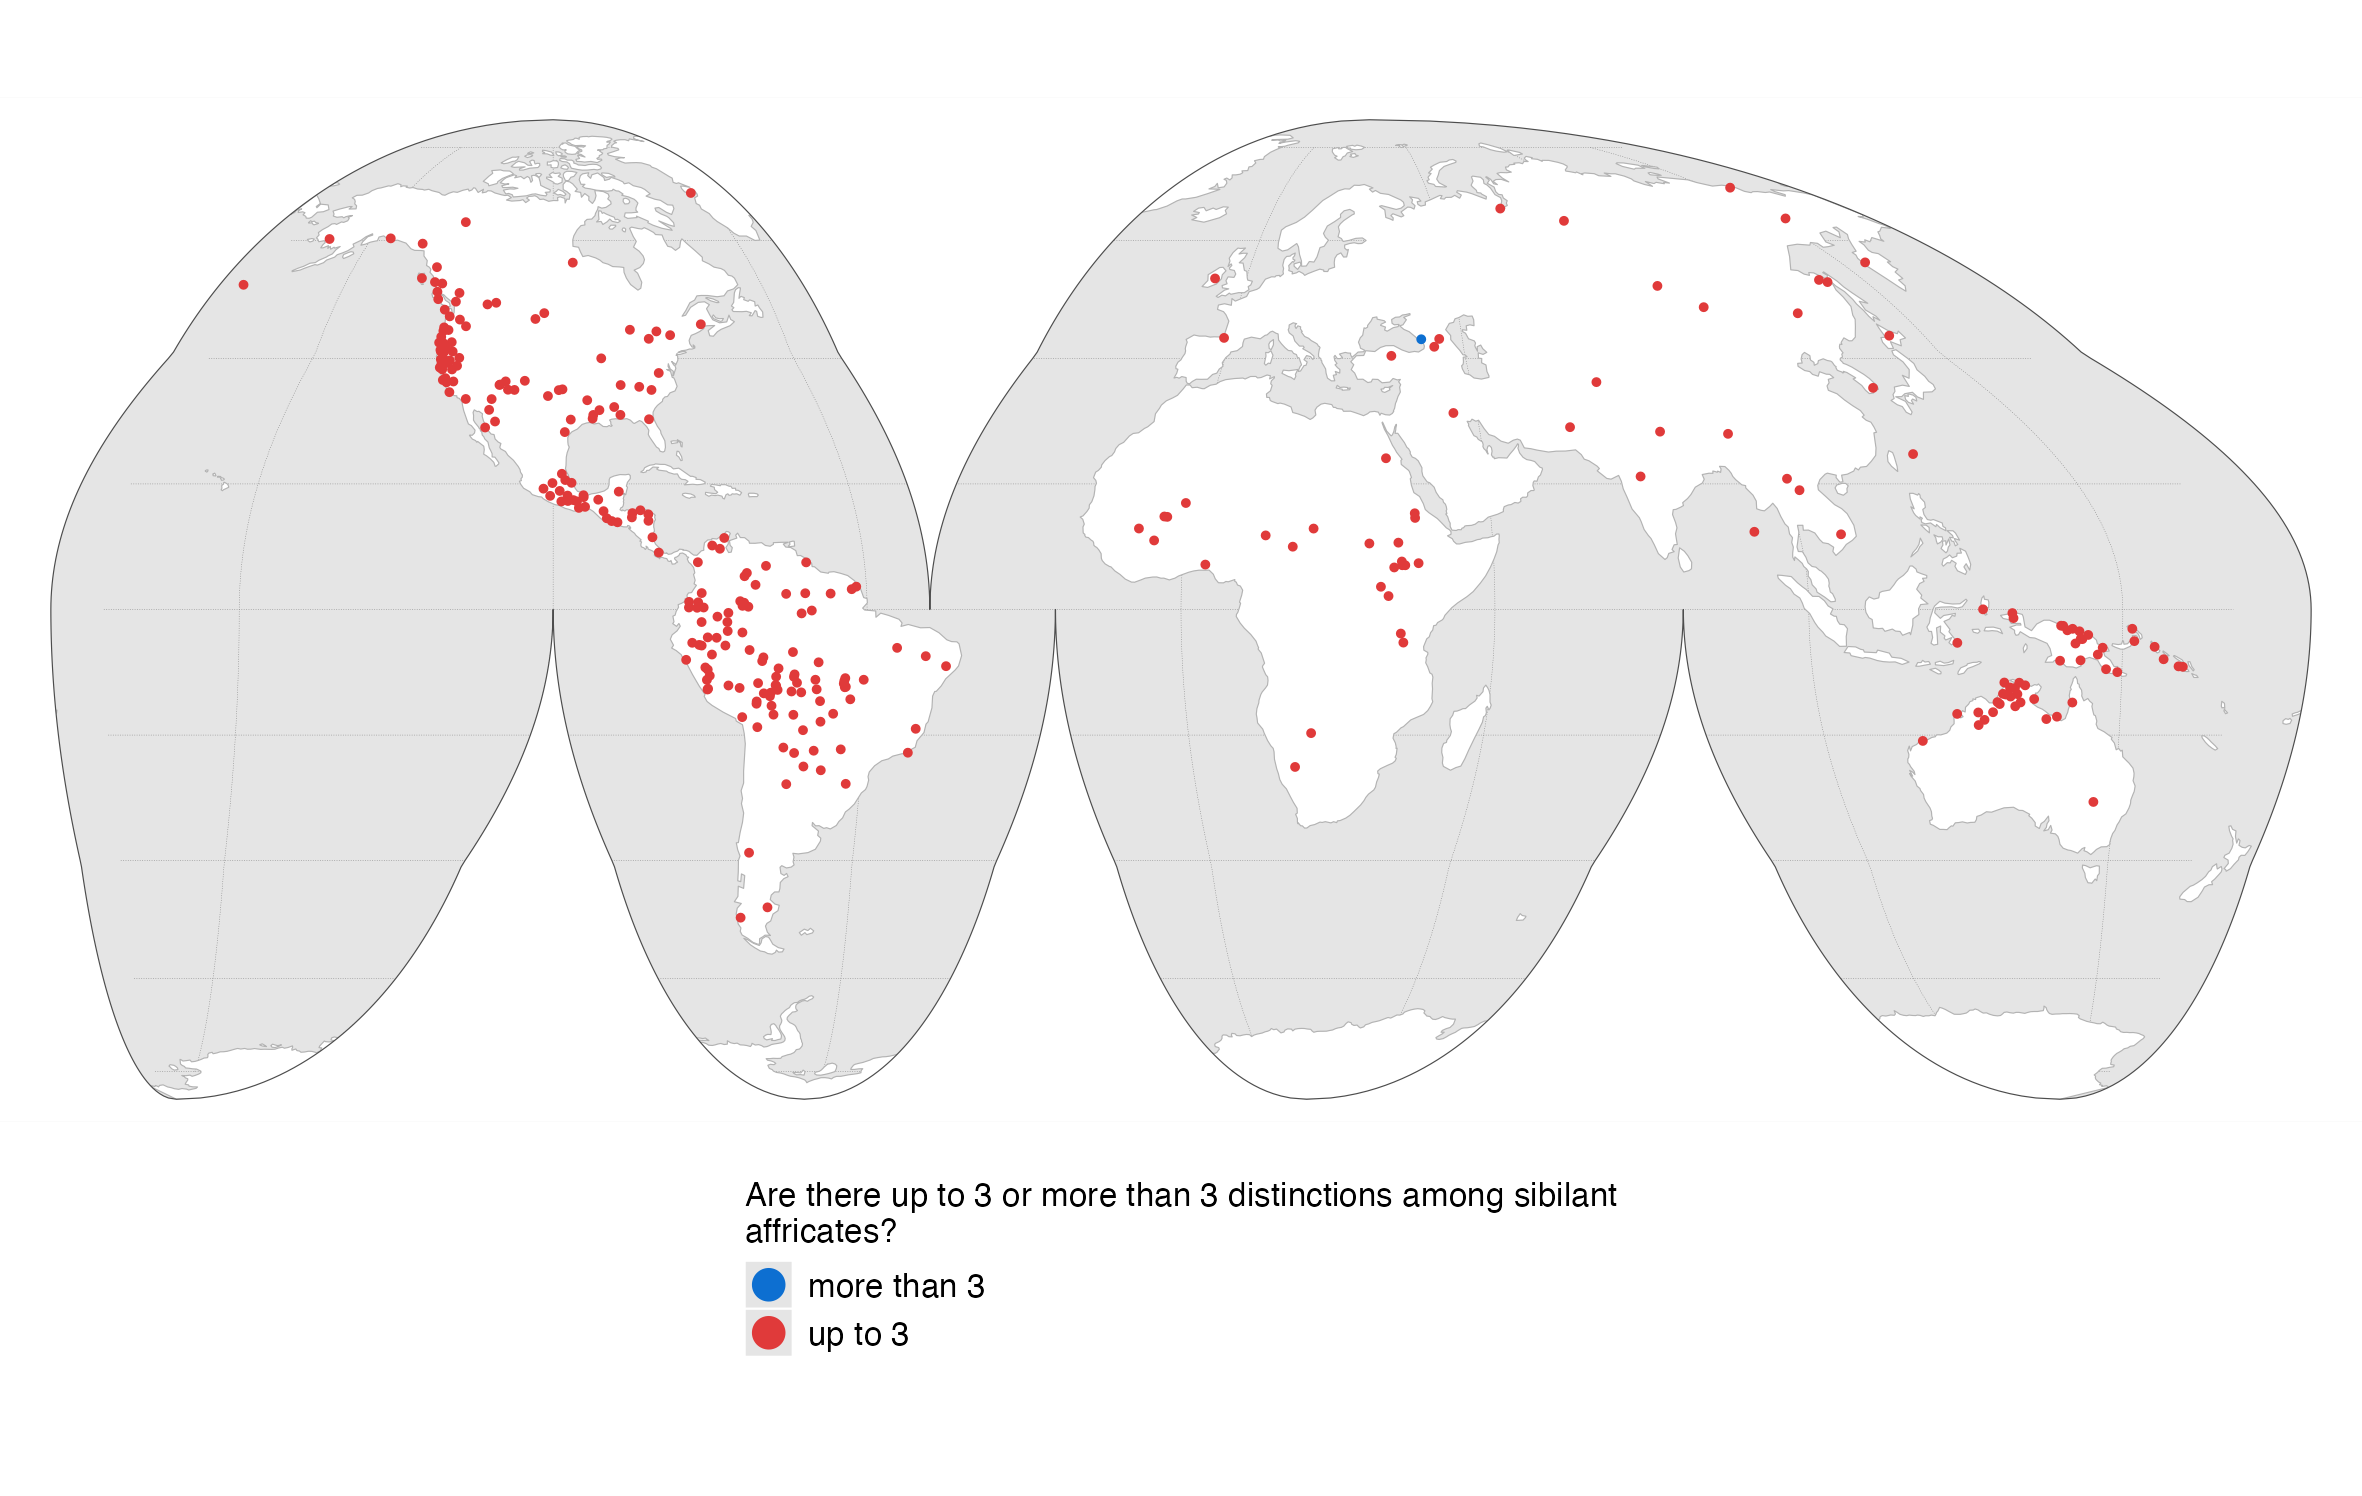 Are there up to 3 or more than 3 distinctions among sibilant
affricates?
more than 3
up to 3